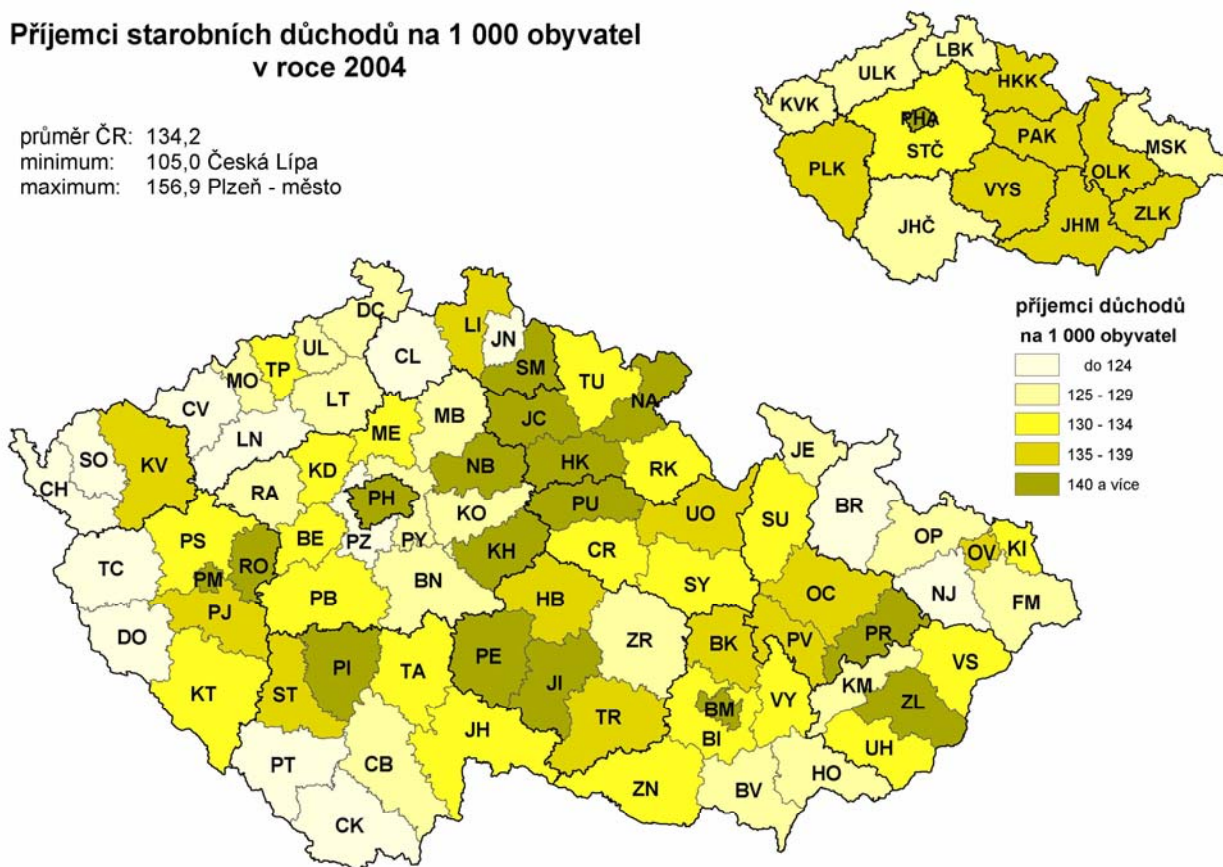 Příjemci starobních důchodů na 1 000 obyvatel
v roce 2004
průměr ČR: 134,2
minimum: 105,0 Česká Lípa
maximum: 156,9 Plzeň - město
LBK
ULK
HKK
KVK
PHA
PAK
MSK
STČ
PLK
OLK
VYS
ZLK
JHČ
JHM
příjemci důchodů
na 1 000 obyvatel
do 124
125 - 129
130 - 134
135 - 139
140 a více
DC
LI
JN
UL
CL
SM
TP
MO
TU
LT
NA
CV
MB
JC
ME
LN
JE
SO
KV
KD
NB
HK
RK
CH
RA
PH
BR
KO
PU
UO
SU
OP
PS
BE
PZ
PY
OV
KI
RO
KH
CR
TC
PM
BN
SY
OC
NJ
FM
PB
HB
PJ
DO
ZR
BK
PV
PR
PI
TA
PE
VS
KT
ST
JI
KM
ZL
TR
BM
VY
JH
BI
UH
PT
CB
HO
ZN
BV
CK